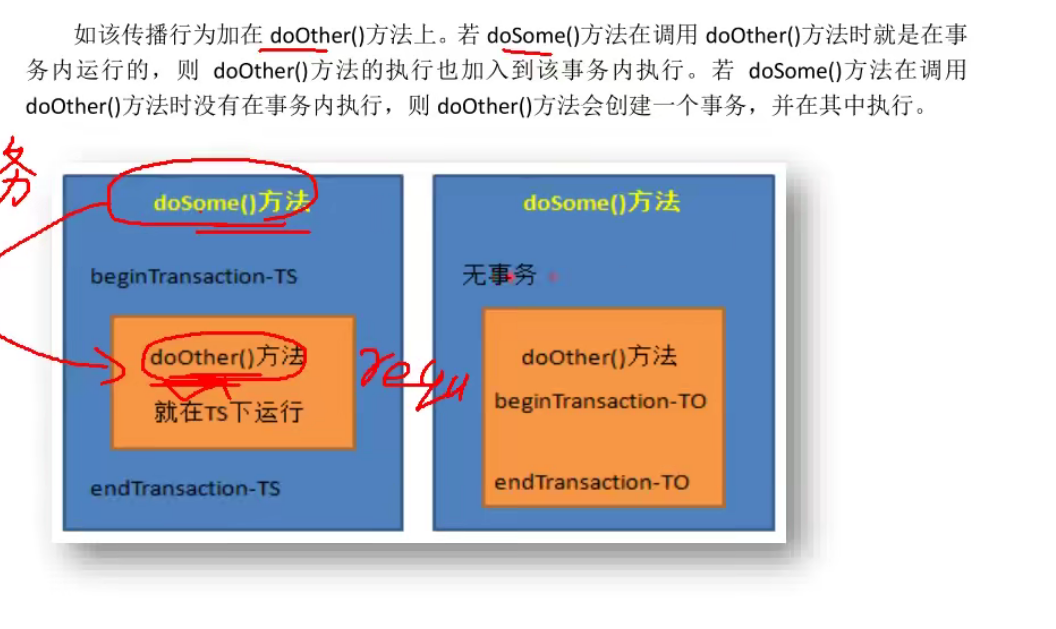 如该传播行为加在 doOther()方法上。若 doSome()方法在调用 doOther()方法时就是在事
务内运行的，则 doOther()方法的执行也加入到该事务内执行。若 doSome()方法在调用
doOther()方法时没有在事务内执行，则 doOther()方法会创建一个事务，并在其中执行。
务
doSome()方法
beginTransaction-TS
doOther()方法
就在TS下运行
endTransaction-TS
requ
doSome()方法
无事务
doOther()方法
beginTransaction-TO
endTransaction-TO